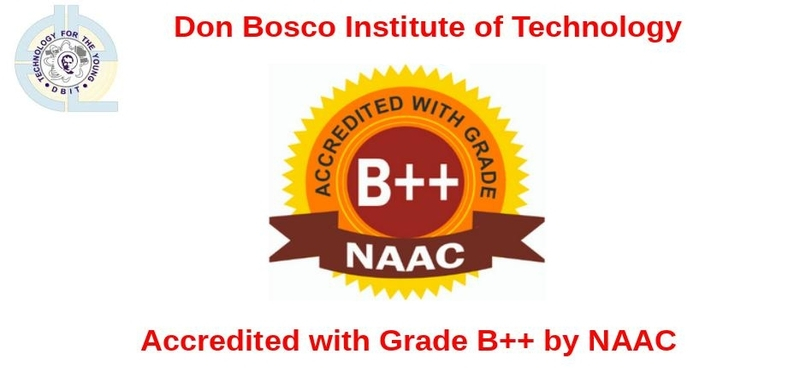 Don Bosco Institute of Technology
TECHNOLOGY FOR THE YOUNG
• DBIT •
ACCREDITED WITH GRADE
B++
NAAC
Accredited with Grade B++ by NAAC